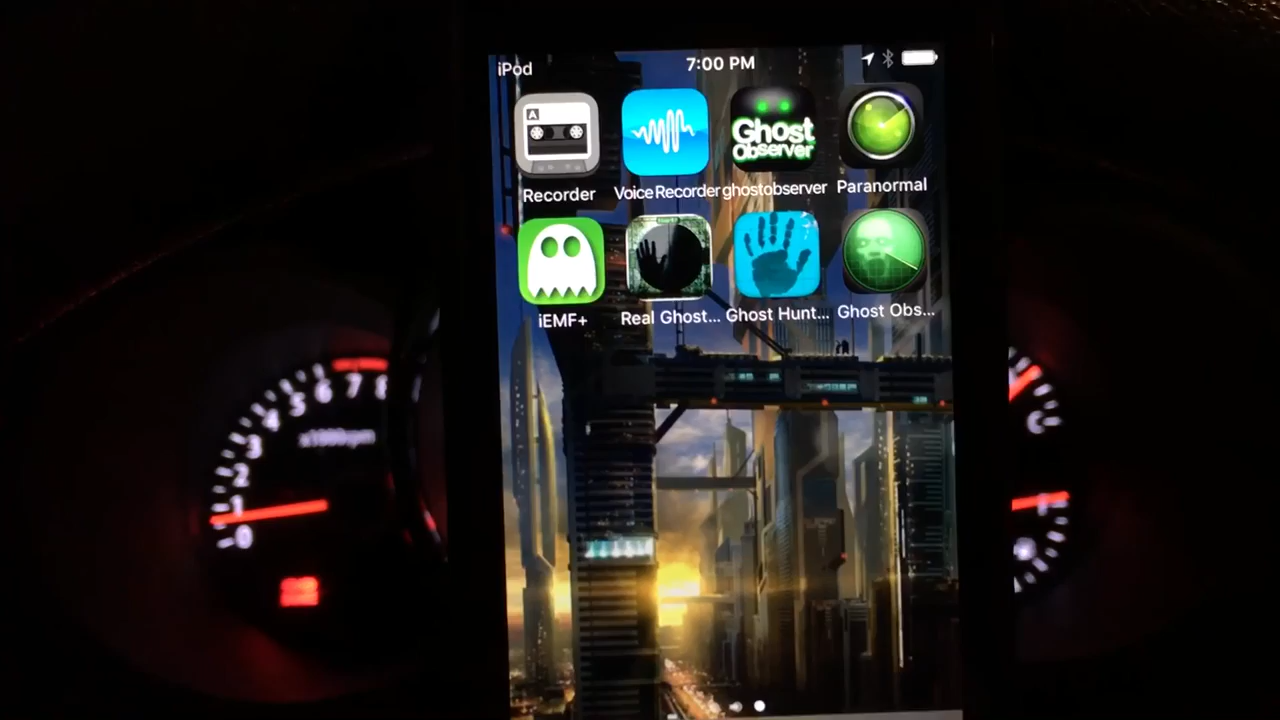 iPod
7:00 PM
A
Ghost
Observer
Recorder
Voice Recorder
ghostobserver
Paranormal
iEMF+
Real Ghost...
Ghost Hunt...
Ghost Obs...
0
1
2
3
4
5
6
7
8
x1000rpm
C